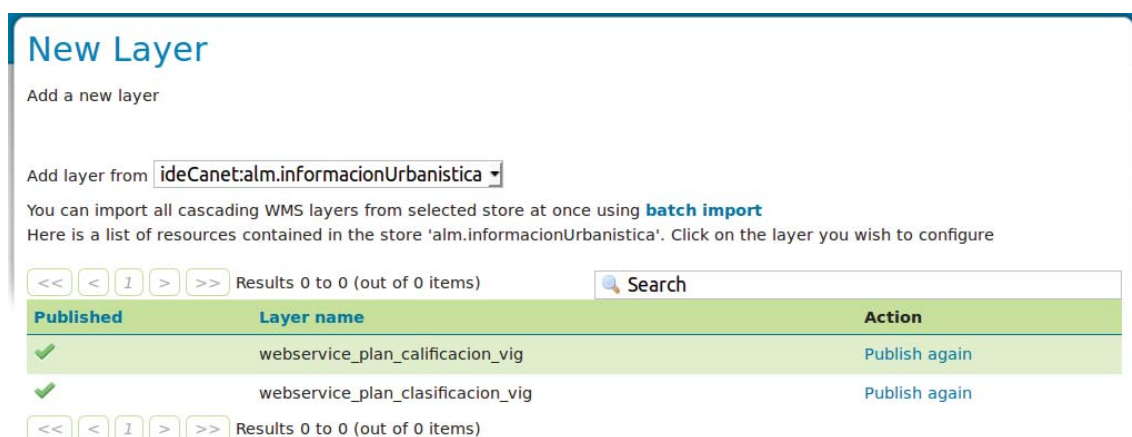 New Layer
Add a new layer
Add layer from ideCanet:alm.informacionUrbanistica
You can import all cascading WMS layers from selected store at once using batch import
Here is a list of resources contained in the store 'alm.informacionUrbanistica'. Click on the layer you wish to configure
<< < 1 > >> Results 0 to 0 (out of 0 items) Search
Published Layer name Action
webservice_plan_calificacion_vig Publish again
webservice_plan_clasificacion_vig Publish again
<< < 1 > >> Results 0 to 0 (out of 0 items)